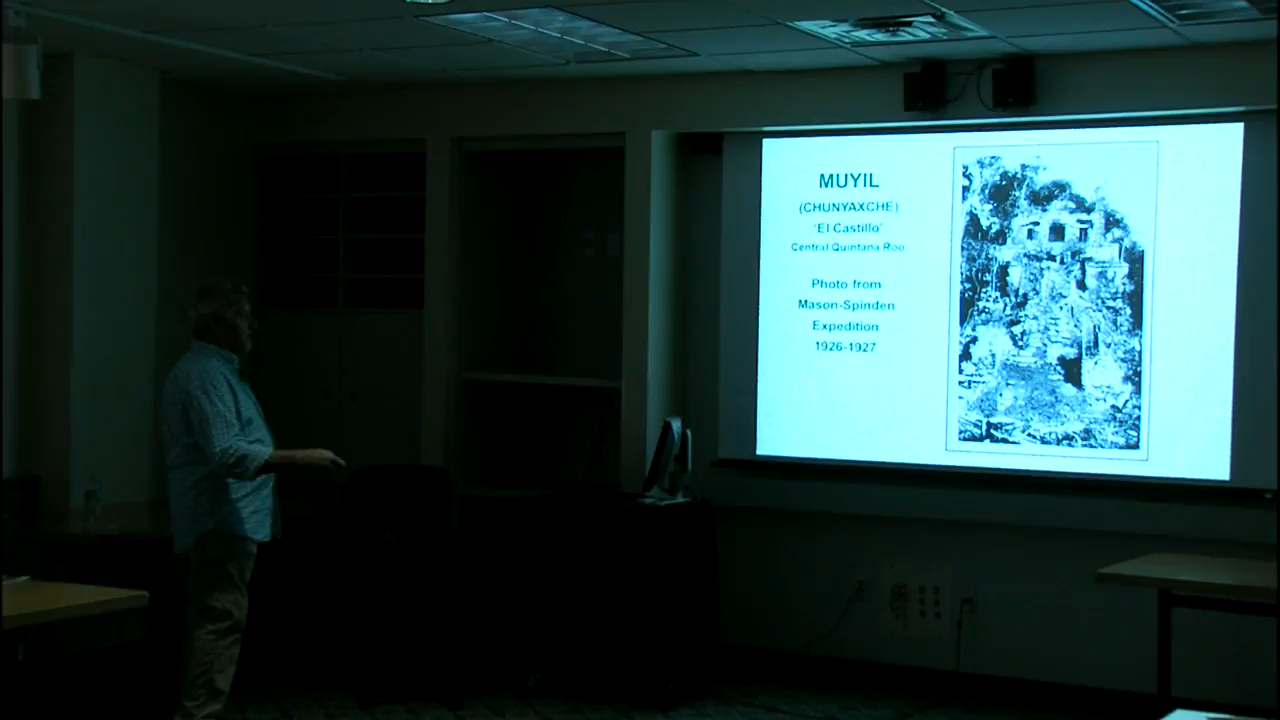 MUYIL
(CHUNYAXCHE)
'El Castillo'
Central Quintana Roo
Photo from
Mason-Spinden
Expedition
1926-1927